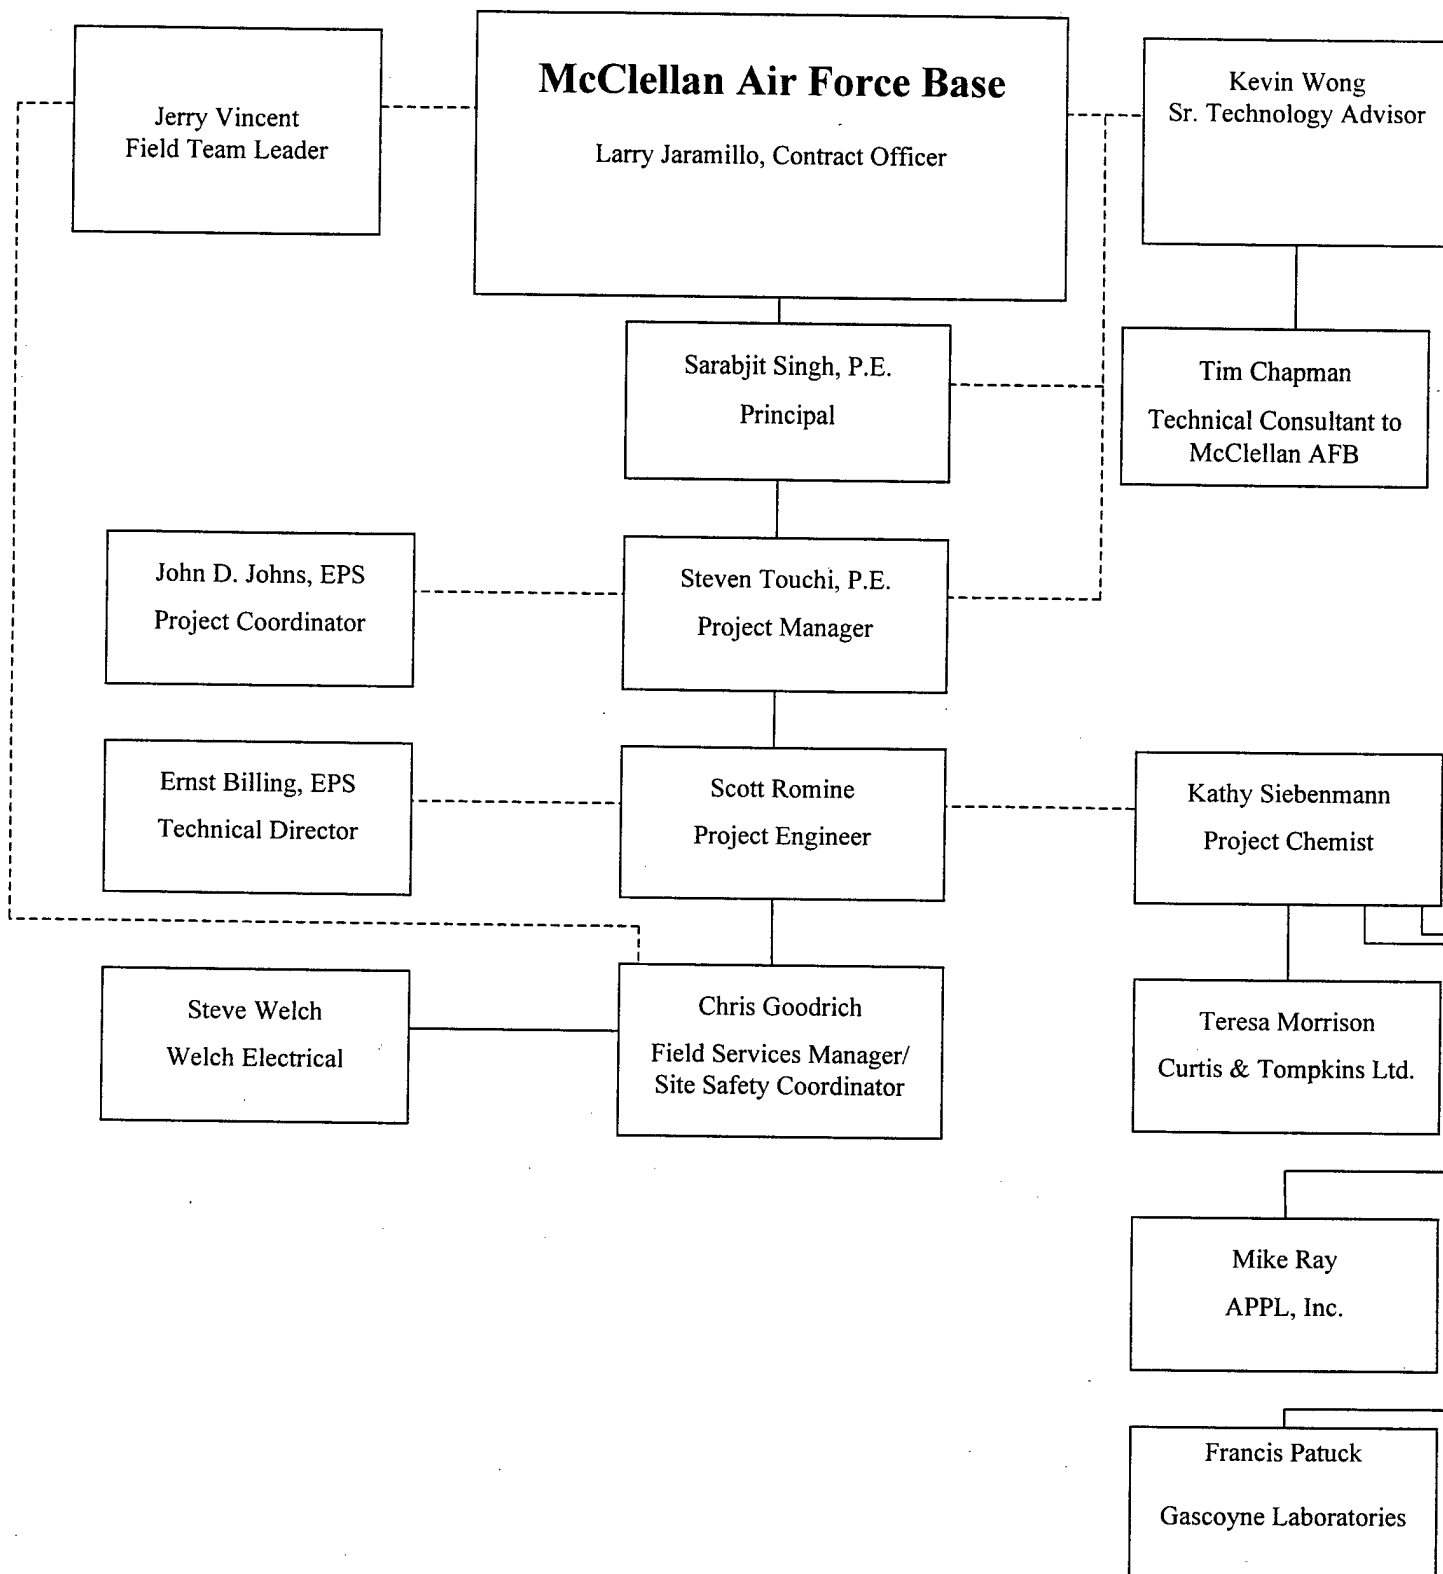 McClellan Air Force Base
Larry Jaramillo, Contract Officer
Jerry Vincent
Field Team Leader
Kevin Wong
Sr. Technology Advisor
Sarabjit Singh, P.E.
Principal
Tim Chapman
Technical Consultant to
McClellan AFB
John D. Johns, EPS
Project Coordinator
Steven Touchi, P.E.
Project Manager
Ernst Billing, EPS
Technical Director
Scott Romine
Project Engineer
Kathy Siebenmann
Project Chemist
Steve Welch
Welch Electrical
Chris Goodrich
Field Services Manager/
Site Safety Coordinator
Teresa Morrison
Curtis & Tompkins Ltd.
Mike Ray
APPL, Inc.
Francis Patuck
Gascoyne Laboratories